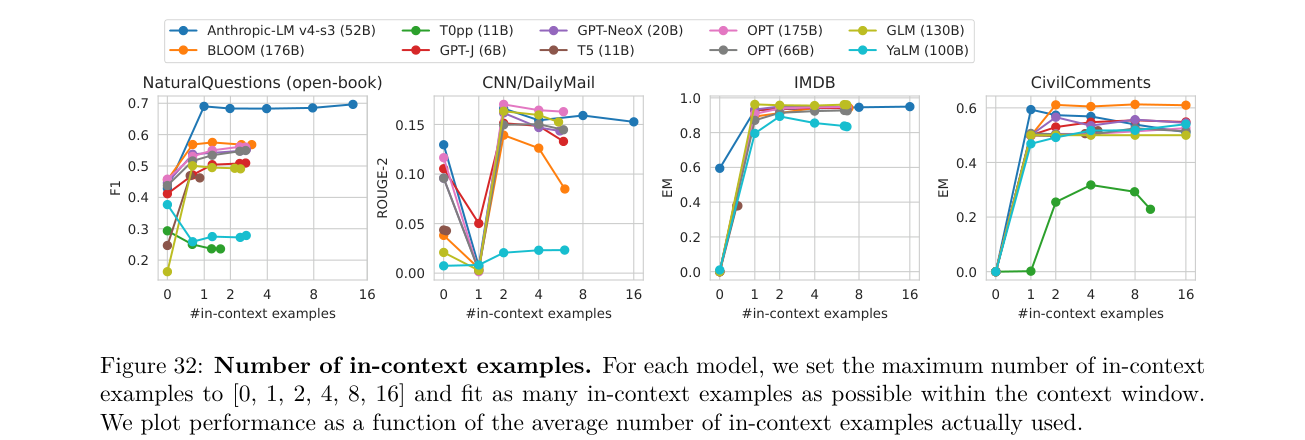 Anthropic-LM v4-s3 (52B) T0pp (11B) GPT-NeoX (20B) OPT (175B) GLM (130B)
BLOOM (176B) GPT-J (6B) T5 (11B) OPT (66B) YaLM (100B)
NaturalQuestions (open-book)
F1
0.7
0.6
0.5
0.4
0.3
0.2
0 1 2 4 8 16
#in-context examples
CNN/DailyMail
ROUGE-2
0.15
0.10
0.05
0.00
0 1 2 4 8 16
#in-context examples
IMDB
EM
1.0
0.8
0.6
0.4
0.2
0.0
0 1 2 4 8 16
#in-context examples
CivilComments
EM
0.6
0.4
0.2
0.0
0 1 2 4 8 16
#in-context examples
Figure 32: Number of in-context examples. For each model, we set the maximum number of in-context
examples to [0, 1, 2, 4, 8, 16] and fit as many in-context examples as possible within the context window.
We plot performance as a function of the average number of in-context examples actually used.